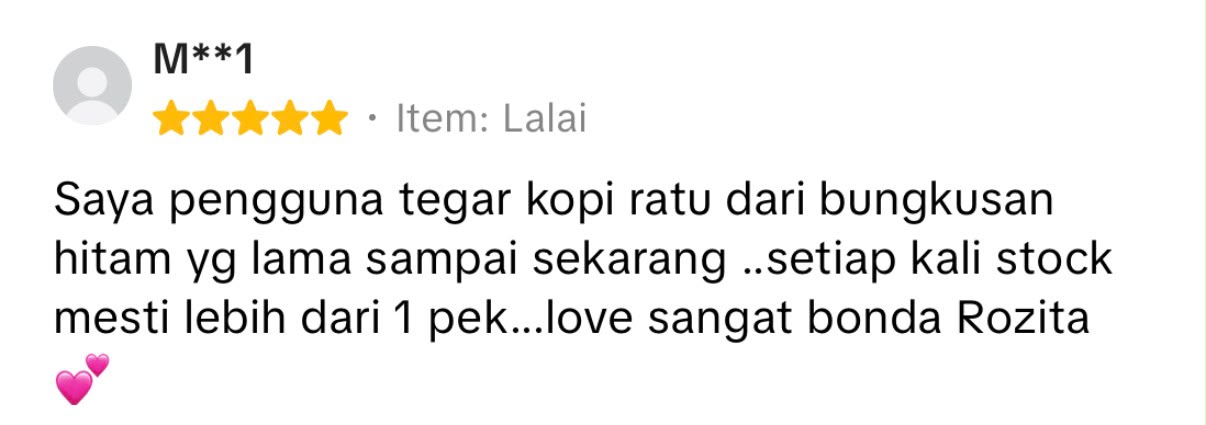 M**1
· Item: Lalai
Saya pengguna tegar kopi ratu dari bungkusan
hitam yg lama sampai sekarang ..setiap kali stock
mesti lebih dari 1 pek...love sangat bonda Rozita
💕